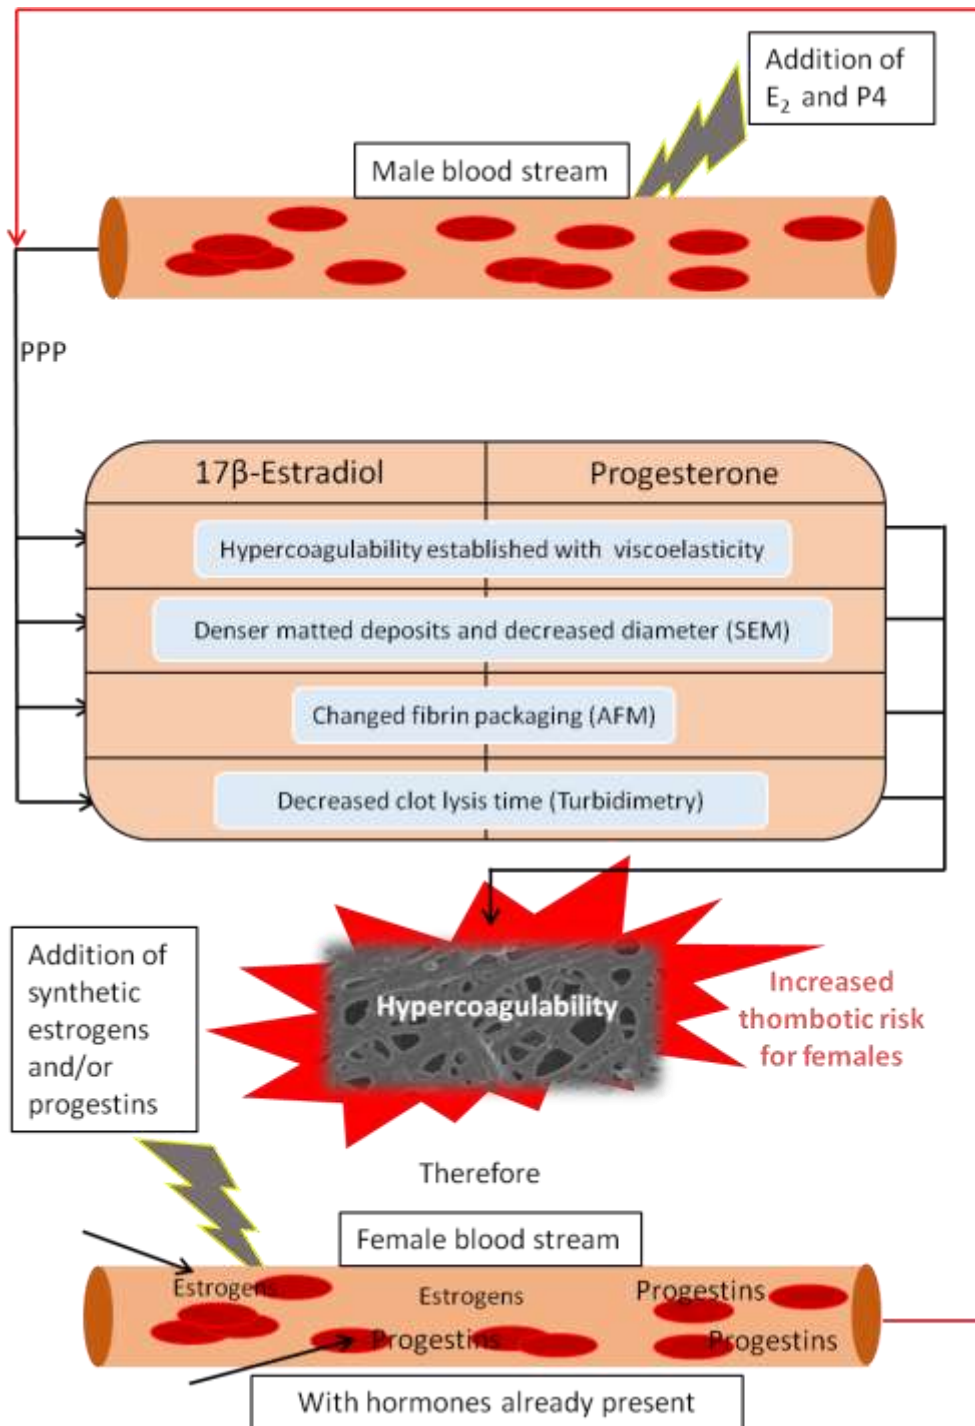 Addition of
E₂ and P4
Male blood stream
PPP
17β-Estradiol
Progesterone
Hypercoagulability established with viscoelasticity
Denser matted deposits and decreased diameter (SEM)
Changed fibrin packaging (AFM)
Decreased clot lysis time (Turbidimetry)
Addition of
synthetic
estrogens
and/or
progestins
Hypercoagulability
Increased
thombotic risk
for females
Therefore
Female blood stream
Estrogens
Estrogens
Progestins
Progestins
Progestins
With hormones already present